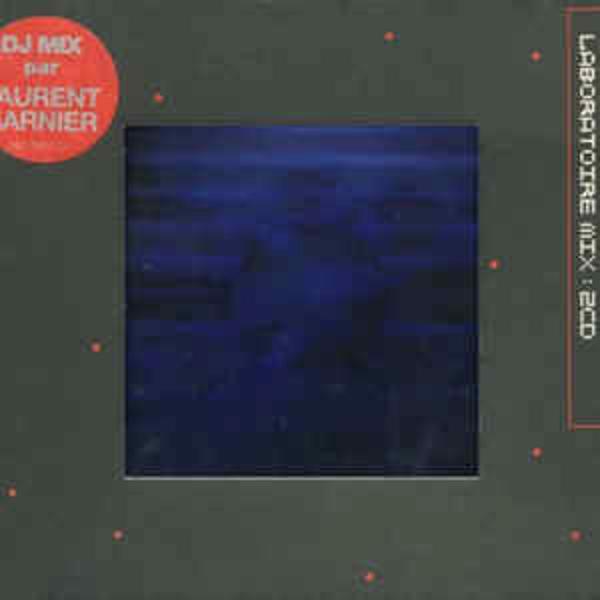 DJ MIX
par
AURENT
ARNIER
LABORATOIRE MIX : 2CD